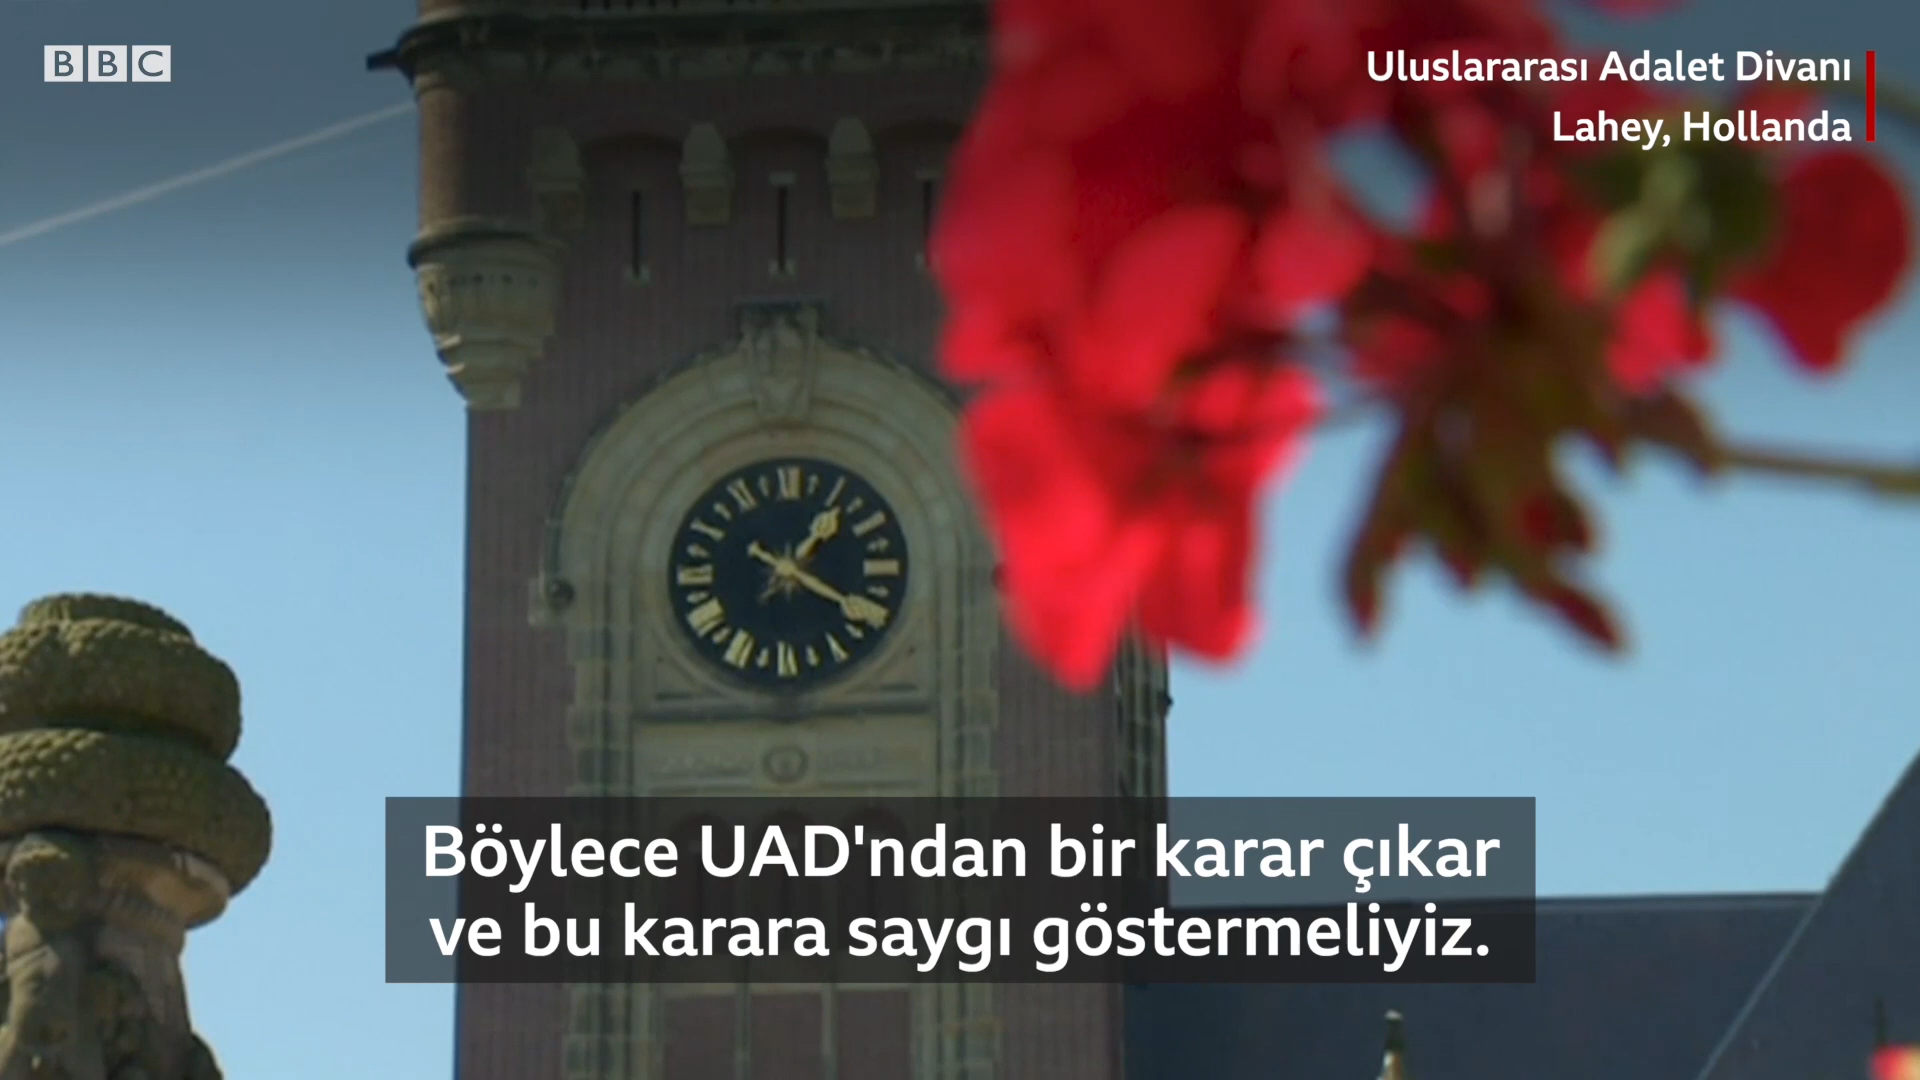 BBC
Uluslararası Adalet Divanı
Lahey, Hollanda
Böylece UAD'ndan bir karar çıkar
ve bu karara saygı göstermeliyiz.